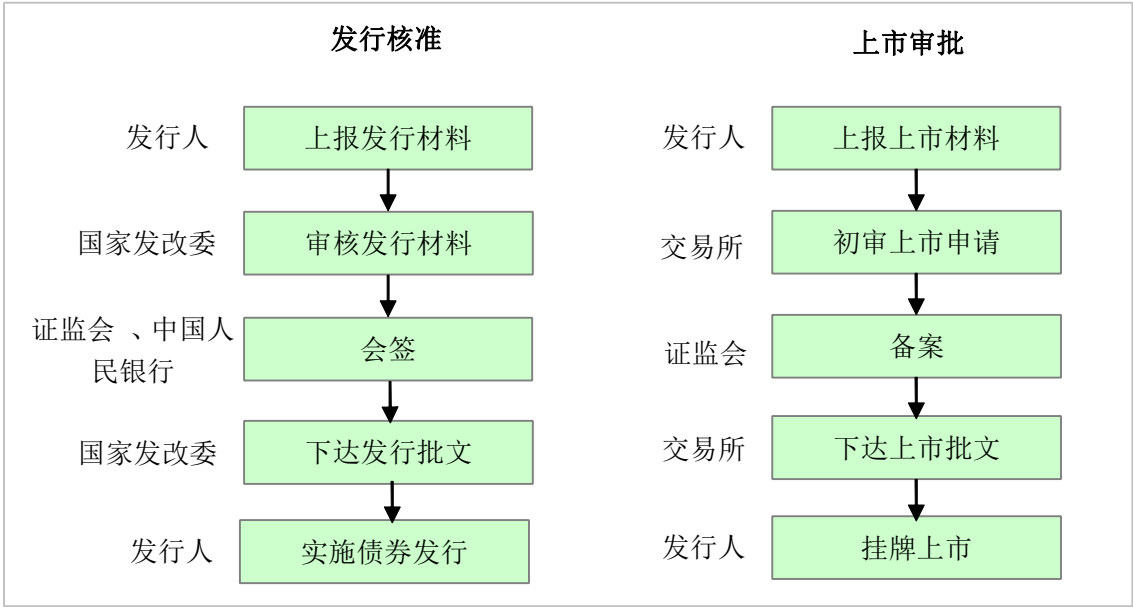 发行核准
发行人
上报发行材料
国家发改委
审核发行材料
证监会 、中国人
民银行
会签
国家发改委
下达发行批文
发行人
实施债券发行
上市审批
发行人
上报上市材料
交易所
初审上市申请
证监会
备案
交易所
下达上市批文
发行人
挂牌上市